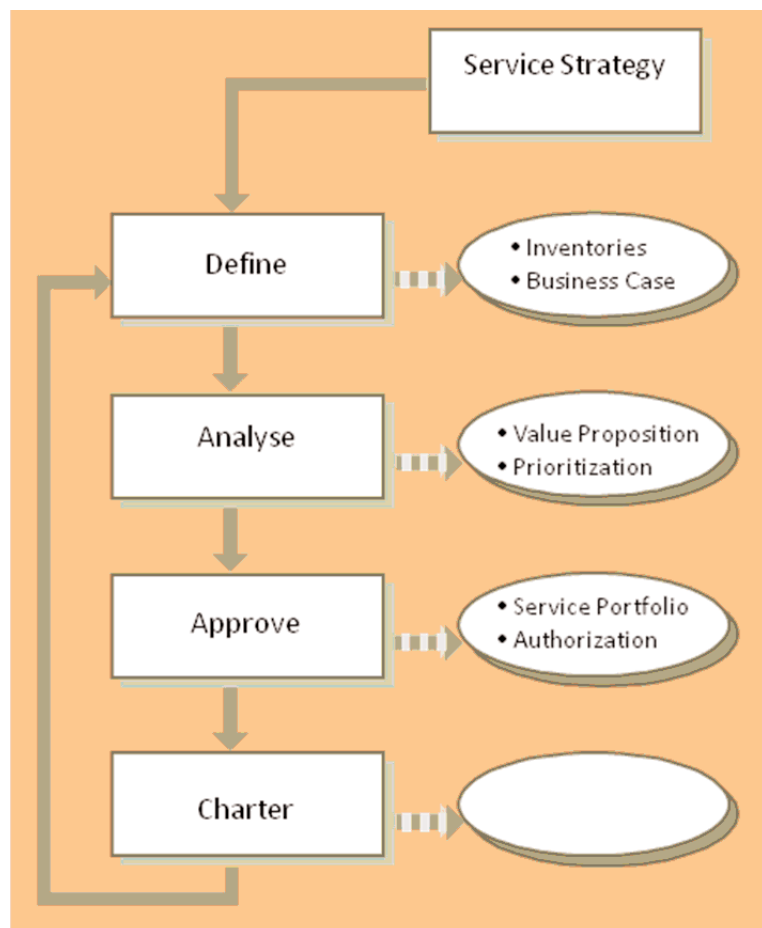 Service Strategy
Define
• Inventories
• Business Case
Analyse
• Value Proposition
• Prioritization
Approve
• Service Portfolio
• Authorization
Charter